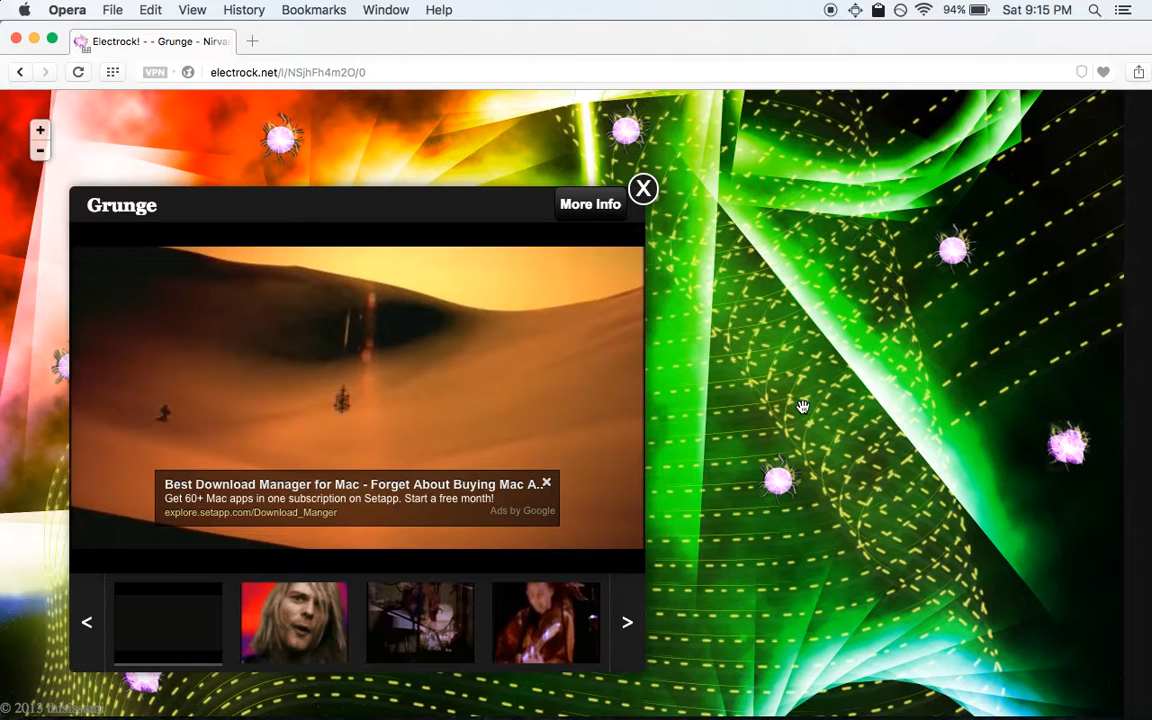 Opera File Edit View History Bookmarks Window Help 94% Sat 9:15 PM
Electrock! - - Grunge - Nirva
VPN electrock.net/l/NSjhFh4m2O/0
+
-
Grunge More Info X
Best Download Manager for Mac - Forget About Buying Mac A..
Get 60+ Mac apps in one subscription on Setapp. Start a free month!
explore.setapp.com/Download_Manger Ads by Google
< >
© 2013